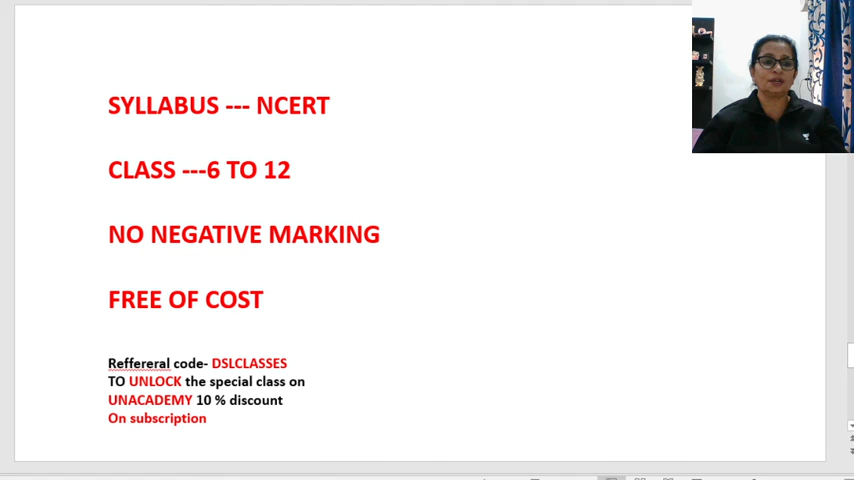 SYLLABUS --- NCERT
CLASS ---6 TO 12
NO NEGATIVE MARKING
FREE OF COST
Reffereral code- DSLCLASSES
TO UNLOCK the special class on
UNACADEMY 10 % discount
On subscription